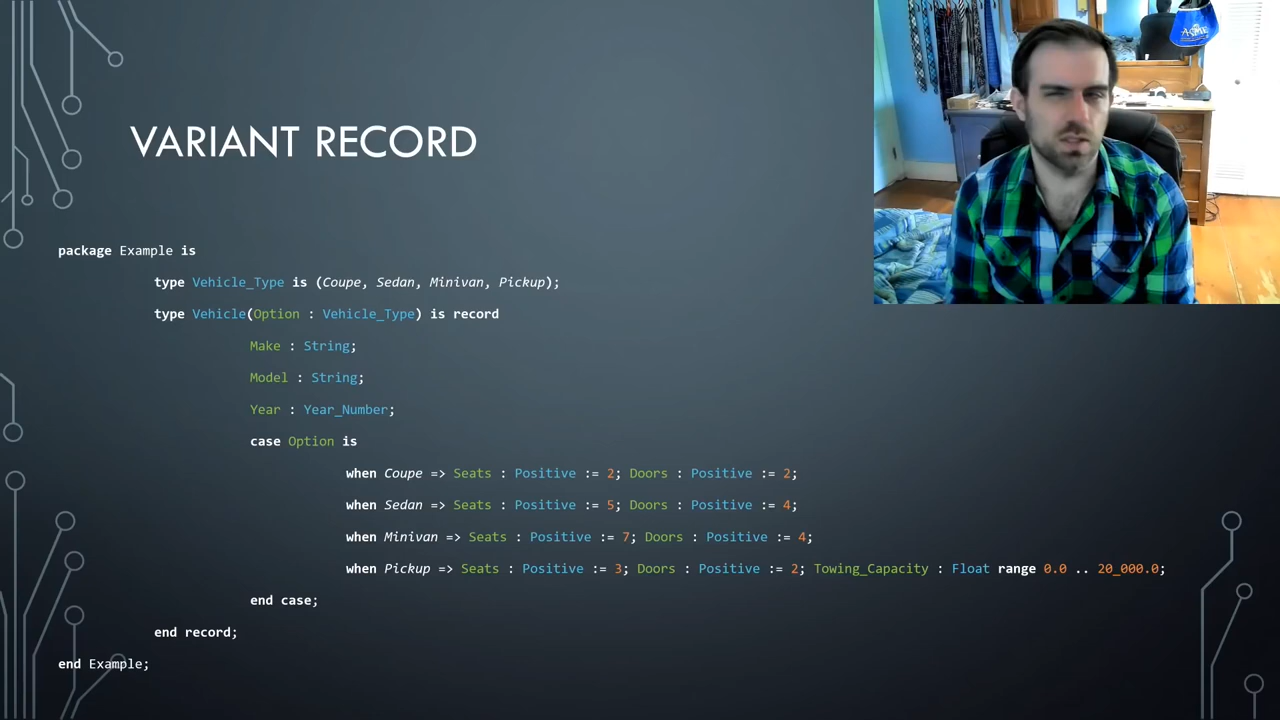 VARIANT RECORD
ACME
package Example is
type Vehicle_Type is (Coupe, Sedan, Minivan, Pickup);
type Vehicle(Option : Vehicle_Type) is record
Make : String;
Model : String;
Year : Year_Number;
case Option is
when Coupe => Seats : Positive := 2; Doors : Positive := 2;
when Sedan => Seats : Positive := 5; Doors : Positive := 4;
when Minivan => Seats : Positive := 7; Doors : Positive := 4;
when Pickup => Seats : Positive := 3; Doors : Positive := 2; Towing_Capacity : Float range 0.0 .. 20_000.0;
end case;
end record;
end Example;